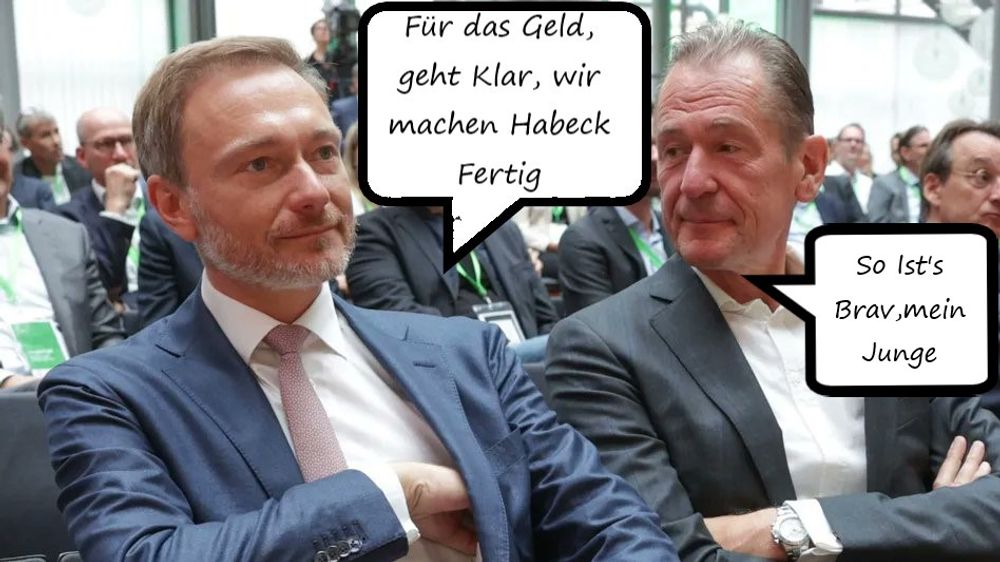 Für das Geld,
geht Klar, wir
machen Habeck
Fertig
So Ist's
Brav,mein
Junge